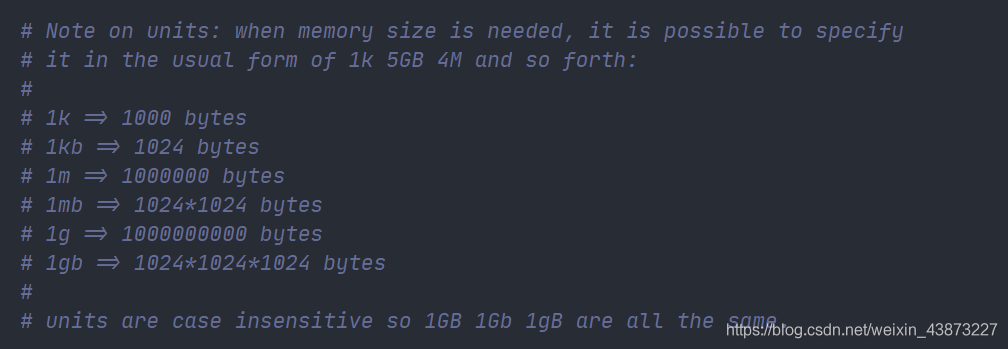 # Note on units: when memory size is needed, it is possible to specify
# it in the usual form of 1k 5GB 4M and so forth:
#
# 1k => 1000 bytes
# 1kb => 1024 bytes
# 1m => 1000000 bytes
# 1mb => 1024*1024 bytes
# 1g => 1000000000 bytes
# 1gb => 1024*1024*1024 bytes
#
# units are case insensitive so 1GB 1Gb 1gB are all the same.
https://blog.csdn.net/weixin_43873227